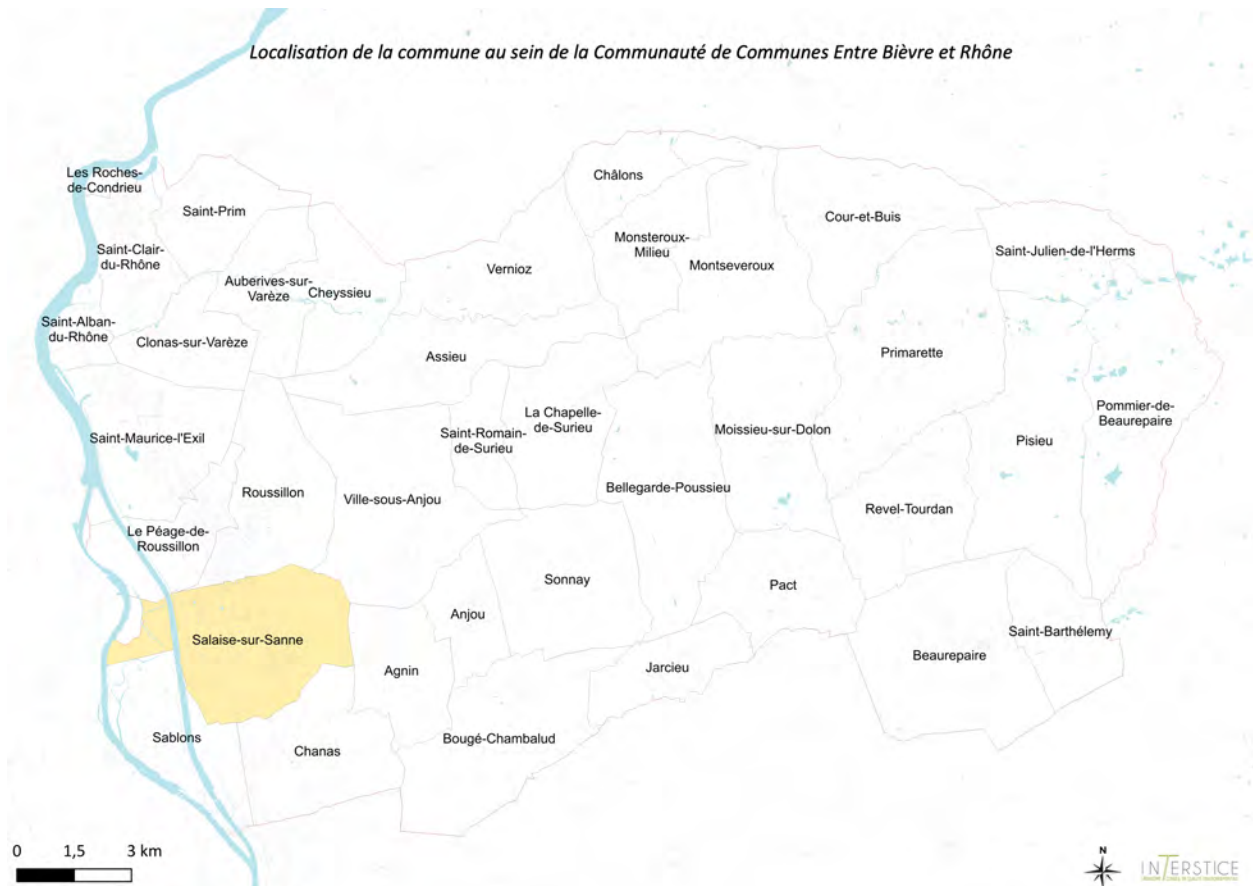 Localisation de la commune au sein de la Communauté de Communes Entre Bièvre et Rhône
Les Roches-
de-Condrieu
Châlons
Saint-Prim
Cour-et-Buis
Saint-Clair-
du-Rhône
Monsteroux-
Milieu
Montseveroux
Saint-Julien-de-l'Herms
Vernioz
Auberives-sur-
Varèze
Cheyssieu
Saint-Alban-
du-Rhône
Clonas-sur-Varèze
Assieu
Primarette
La Chapelle-
de-Surieu
Pommier-de-
Beaurepaire
Saint-Maurice-l'Exil
Saint-Romain-
de-Surieu
Moissieu-sur-Dolon
Pisieu
Roussillon
Ville-sous-Anjou
Bellegarde-Poussieu
Revel-Tourdan
Le Péage-de-
Roussillon
Sonnay
Pact
Anjou
Salaise-sur-Sanne
Saint-Barthélemy
Agnin
Jarcieu
Beaurepaire
Sablons
Chanas
Bougé-Chambalud
0 1,5 3 km
N
INTERSTICE